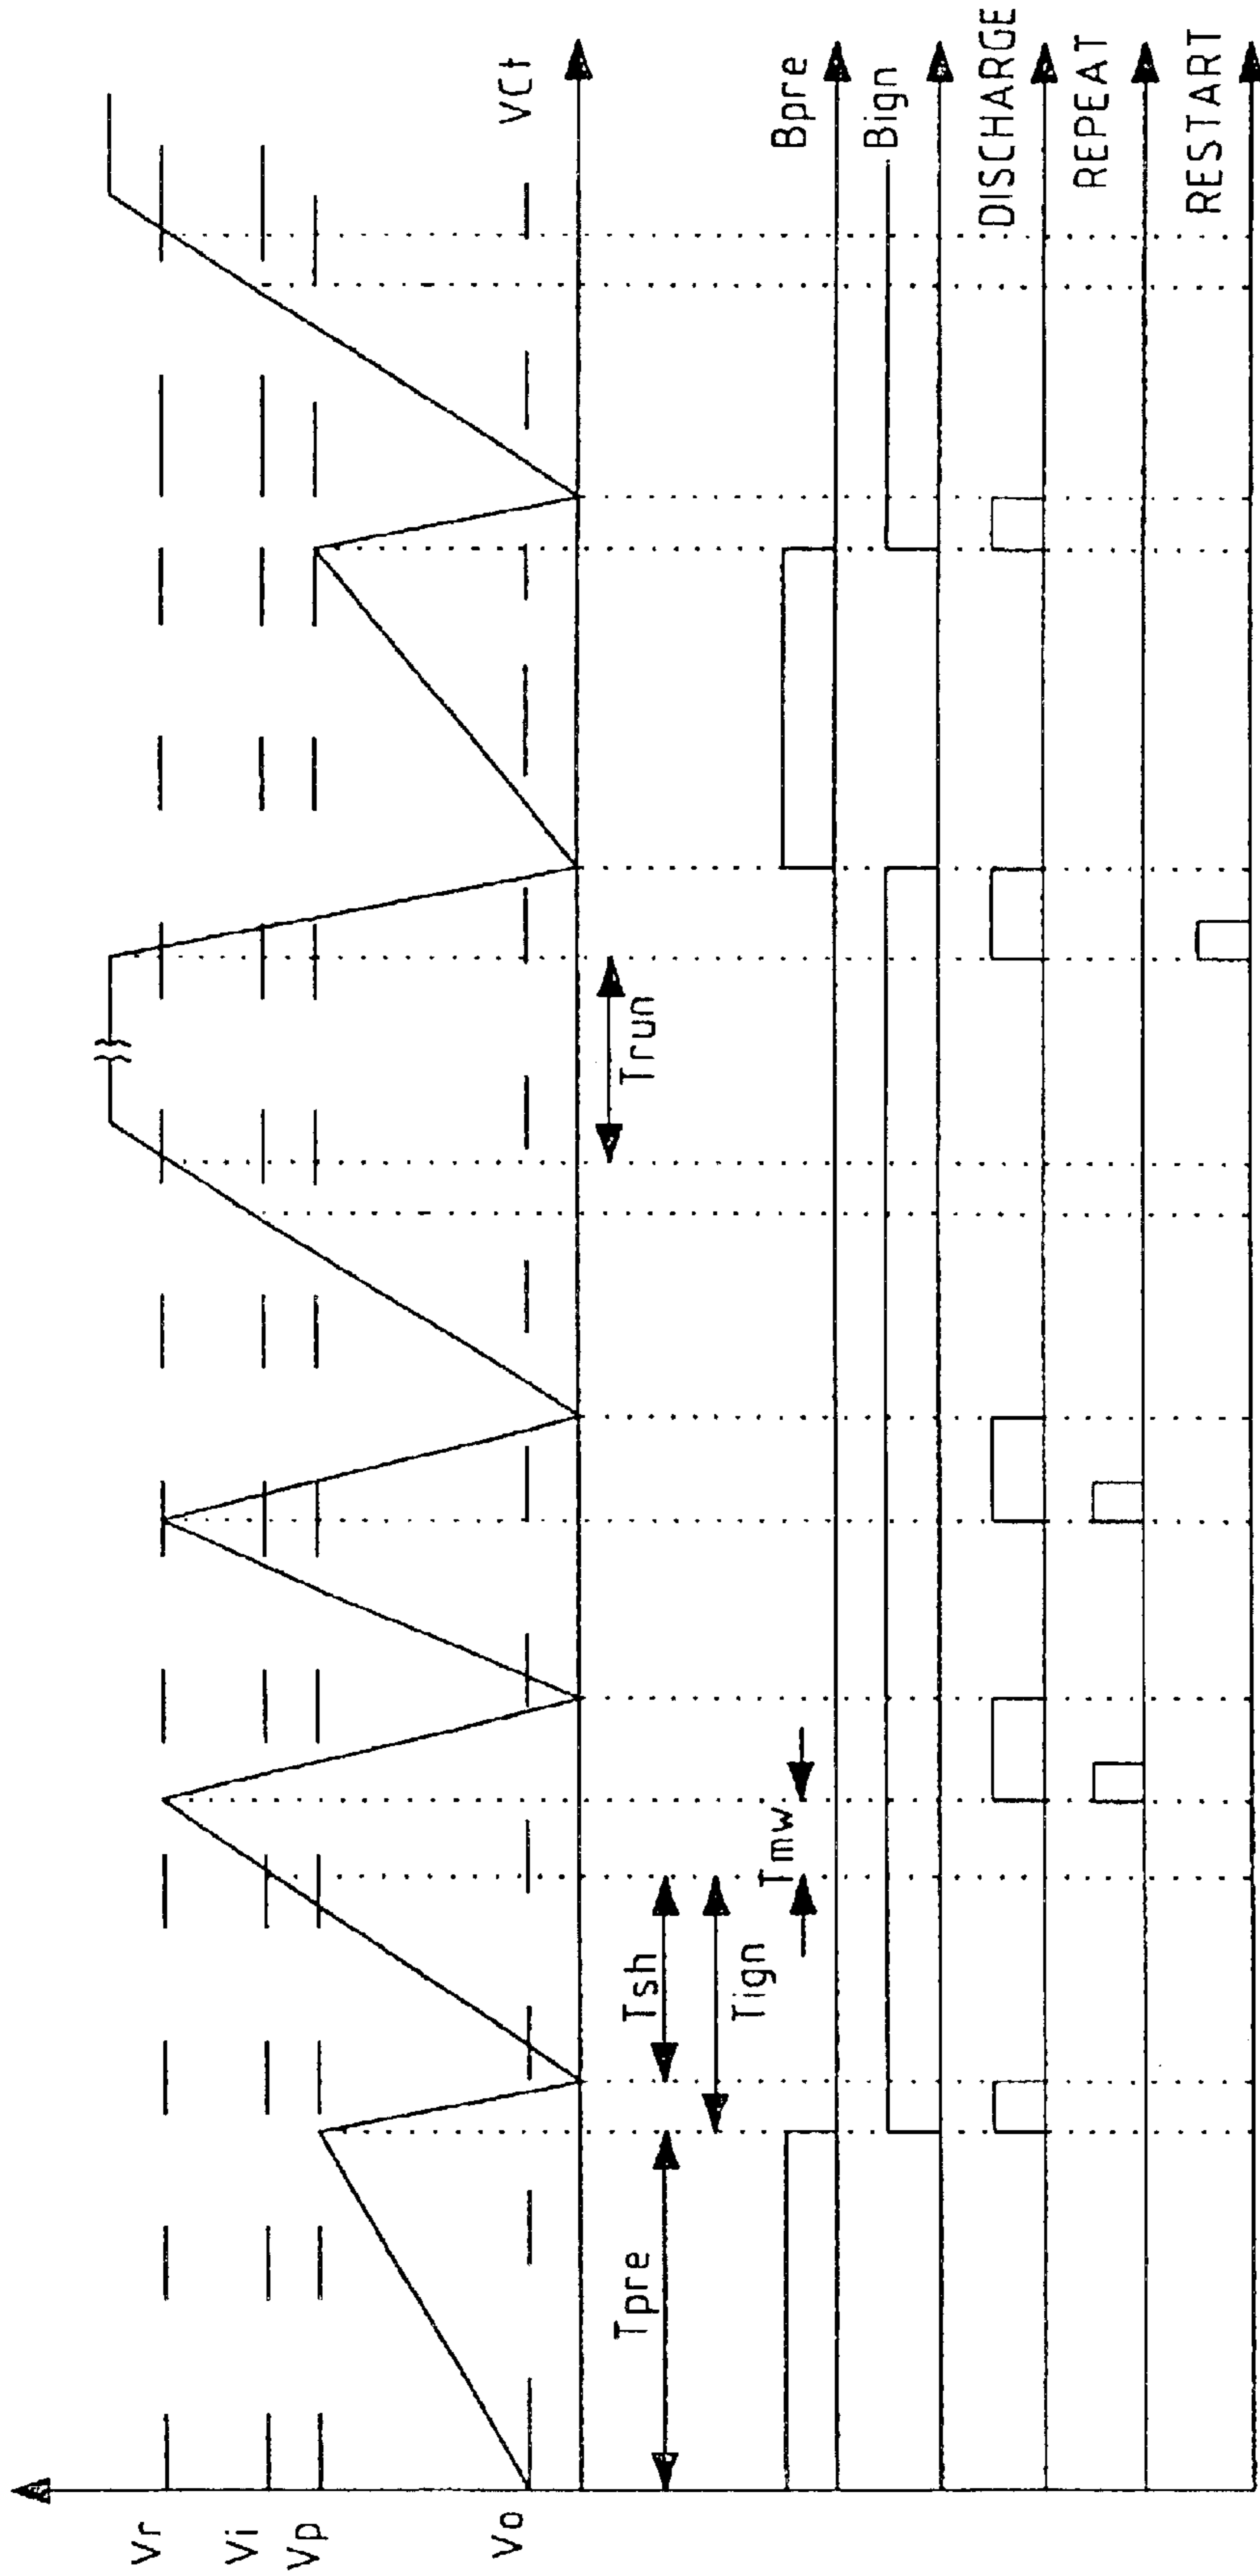 Vr
Vi
Vp
Vo
VCt
Tpre
Tsh
Tign
Tmw
Trun
Bpre
Bign
DISCHARGE
REPEAT
RESTART